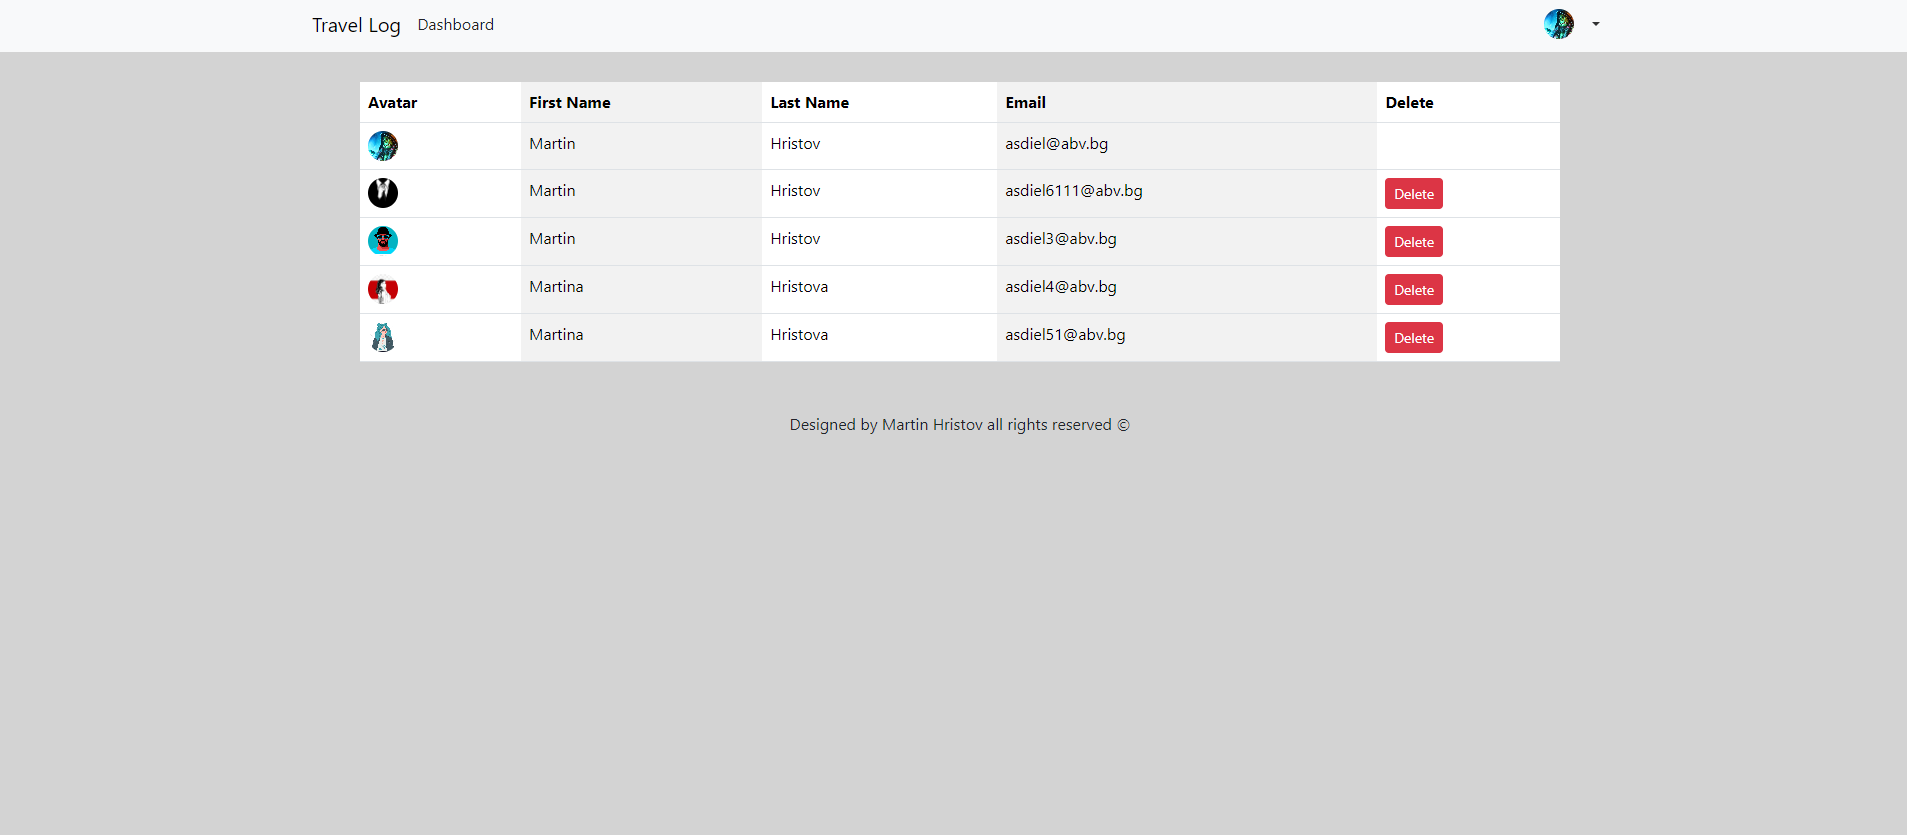 Travel Log Dashboard
Avatar First Name Last Name Email Delete
Martin Hristov asdiel@abv.bg
Martin Hristov asdiel6111@abv.bg Delete
Martin Hristov asdiel3@abv.bg Delete
Martina Hristova asdiel4@abv.bg Delete
Martina Hristova asdiel51@abv.bg Delete
Designed by Martin Hristov all rights reserved ©